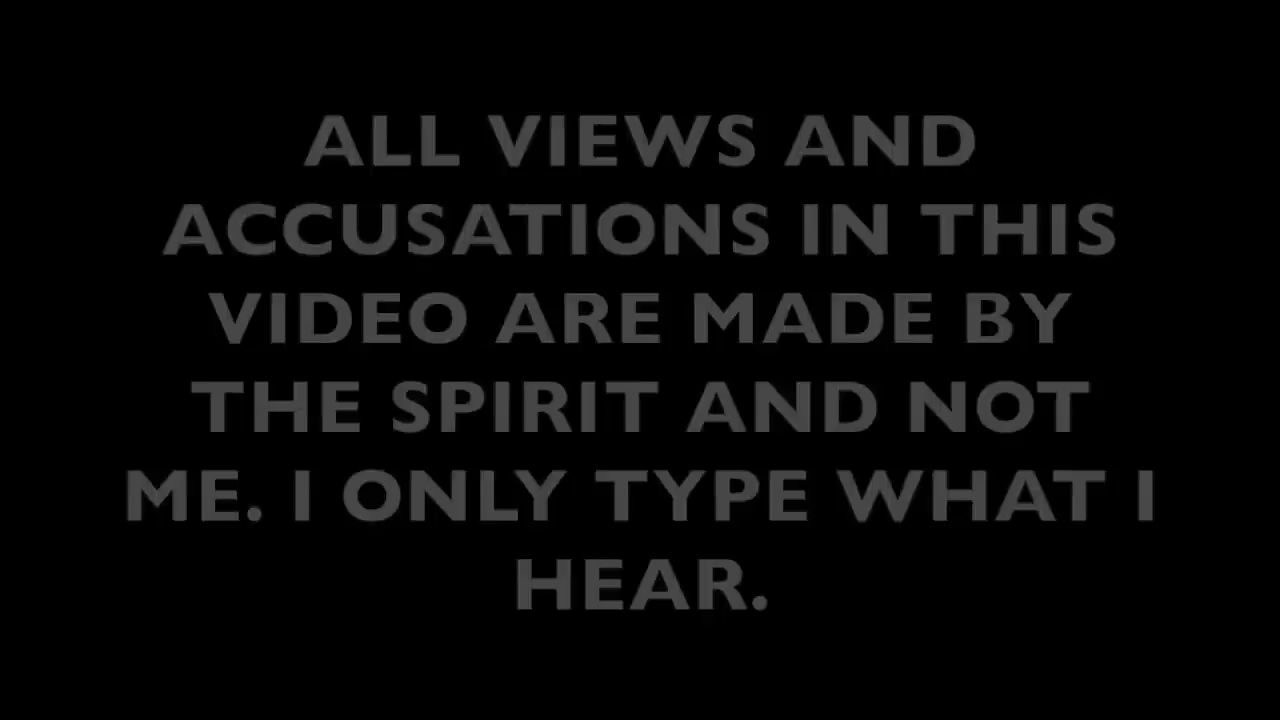 ALL VIEWS AND
ACCUSATIONS IN THIS
VIDEO ARE MADE BY
THE SPIRIT AND NOT
ME. I ONLY TYPE WHAT I
HEAR.